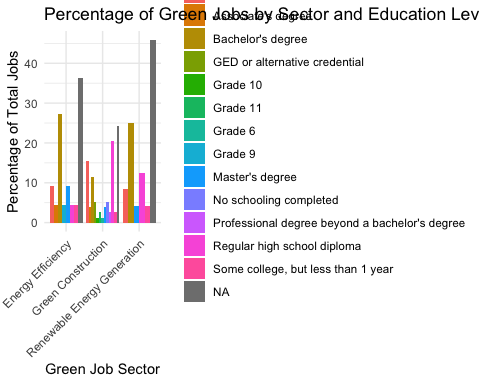 Percentage of Green Jobs by Sector and Education Lev
Associate's degree
Bachelor's degree
GED or alternative credential
Grade 10
Grade 11
Grade 6
Grade 9
Master's degree
No schooling completed
Professional degree beyond a bachelor's degree
Regular high school diploma
Some college, but less than 1 year
NA
Percentage of Total Jobs
40
30
20
10
0
Energy Efficiency
Green Construction
Renewable Energy Generation
Green Job Sector